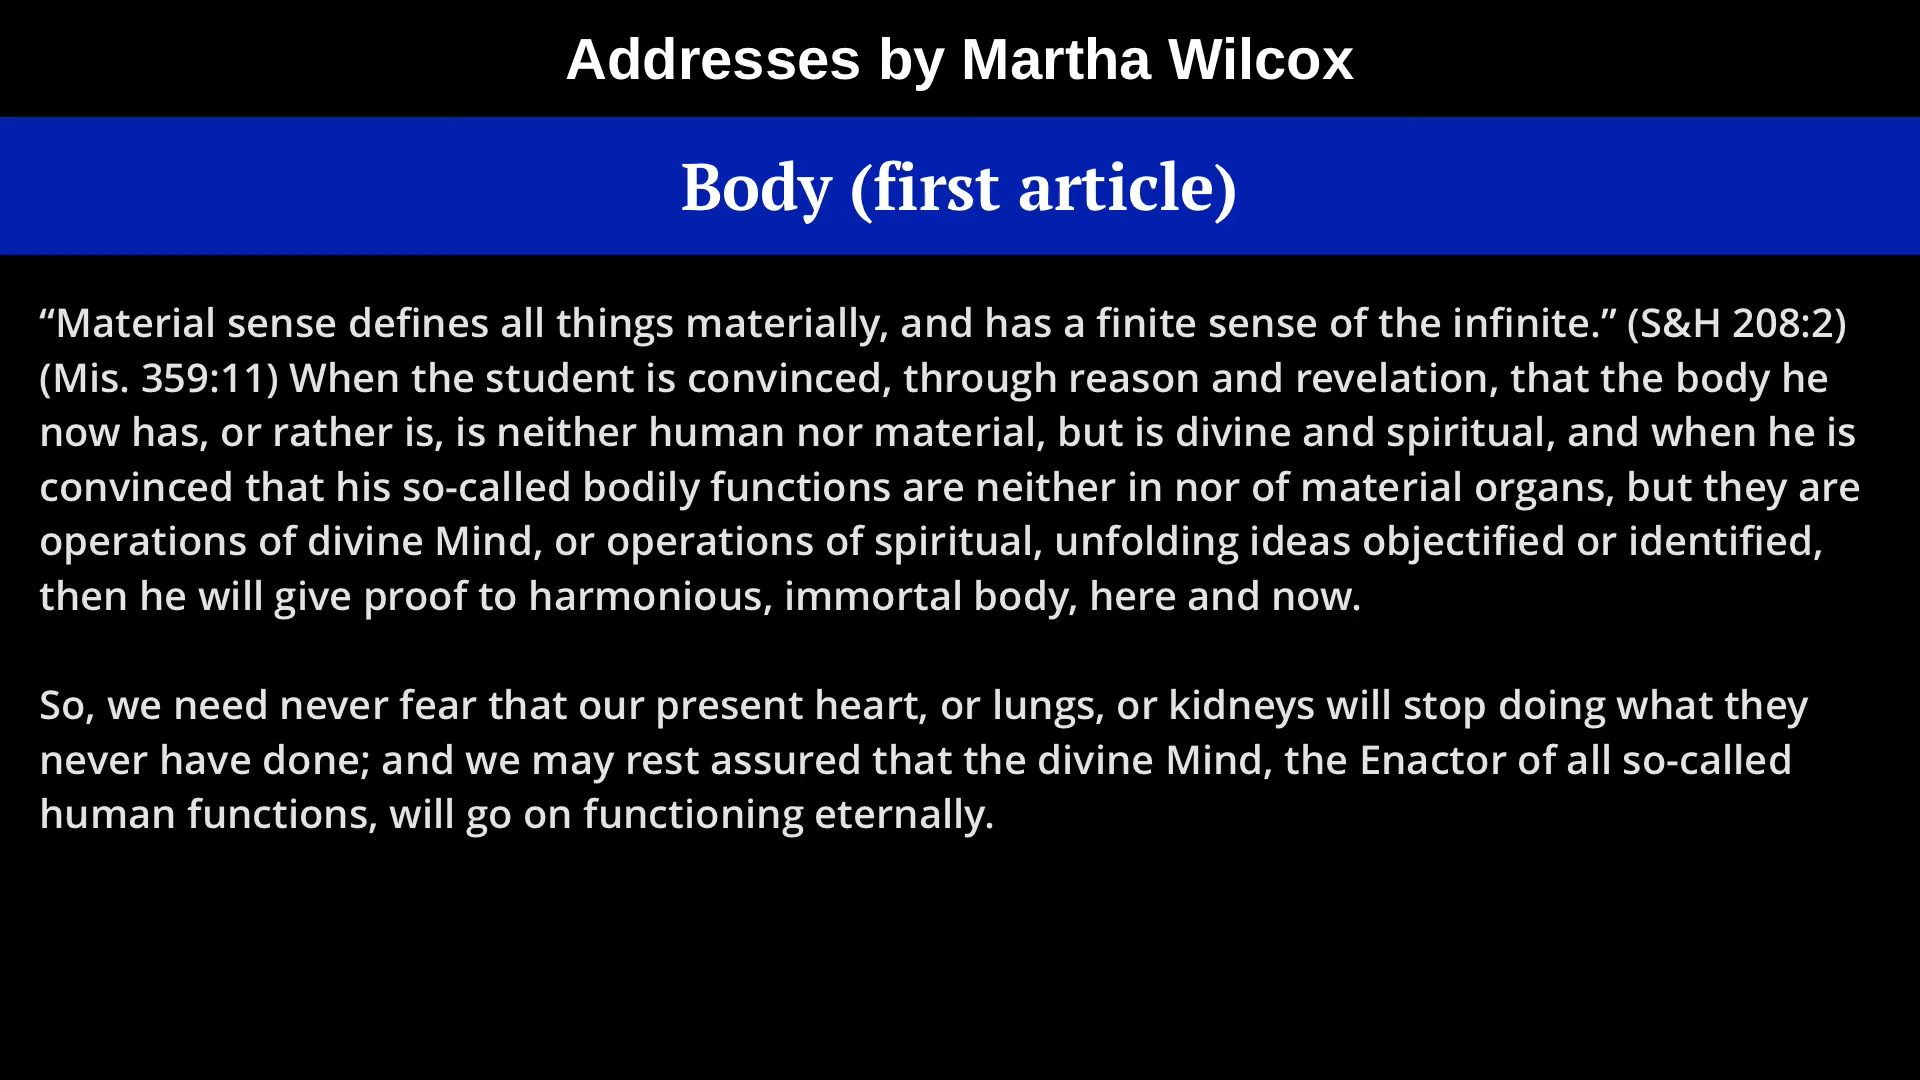 Addresses by Martha Wilcox
Body (first article)
“Material sense defines all things materially, and has a finite sense of the infinite.” (S&H 208:2)
(Mis. 359:11) When the student is convinced, through reason and revelation, that the body he
now has, or rather is, is neither human nor material, but is divine and spiritual, and when he is
convinced that his so-called bodily functions are neither in nor of material organs, but they are
operations of divine Mind, or operations of spiritual, unfolding ideas objectified or identified,
then he will give proof to harmonious, immortal body, here and now.
So, we need never fear that our present heart, or lungs, or kidneys will stop doing what they
never have done; and we may rest assured that the divine Mind, the Enactor of all so-called
human functions, will go on functioning eternally.